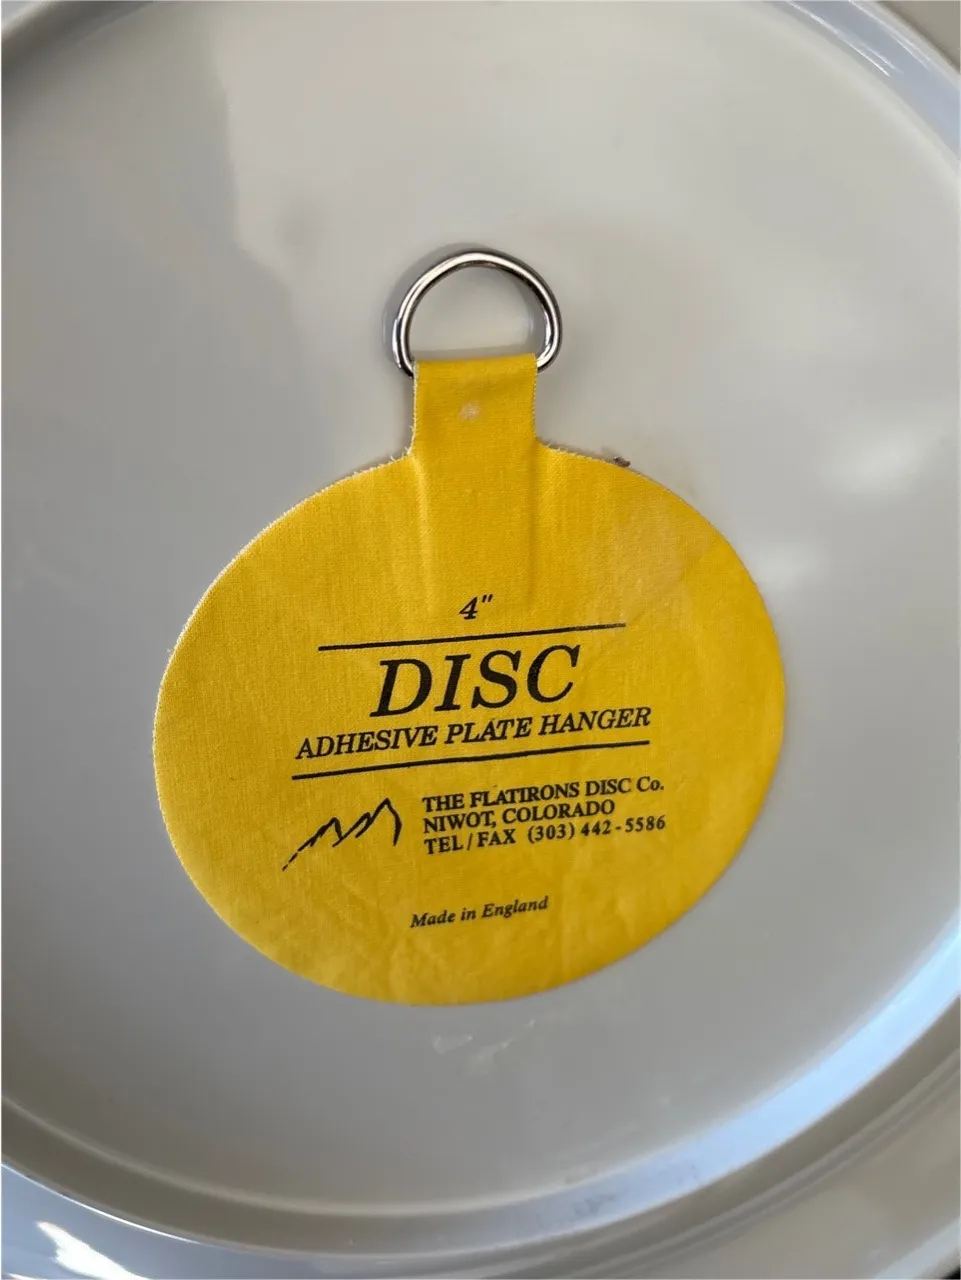 4"
DISC
ADHESIVE PLATE HANGER
THE FLATIRONS DISC Co.
NIWOT, COLORADO
TEL/FAX (303) 442-5586
Made in England